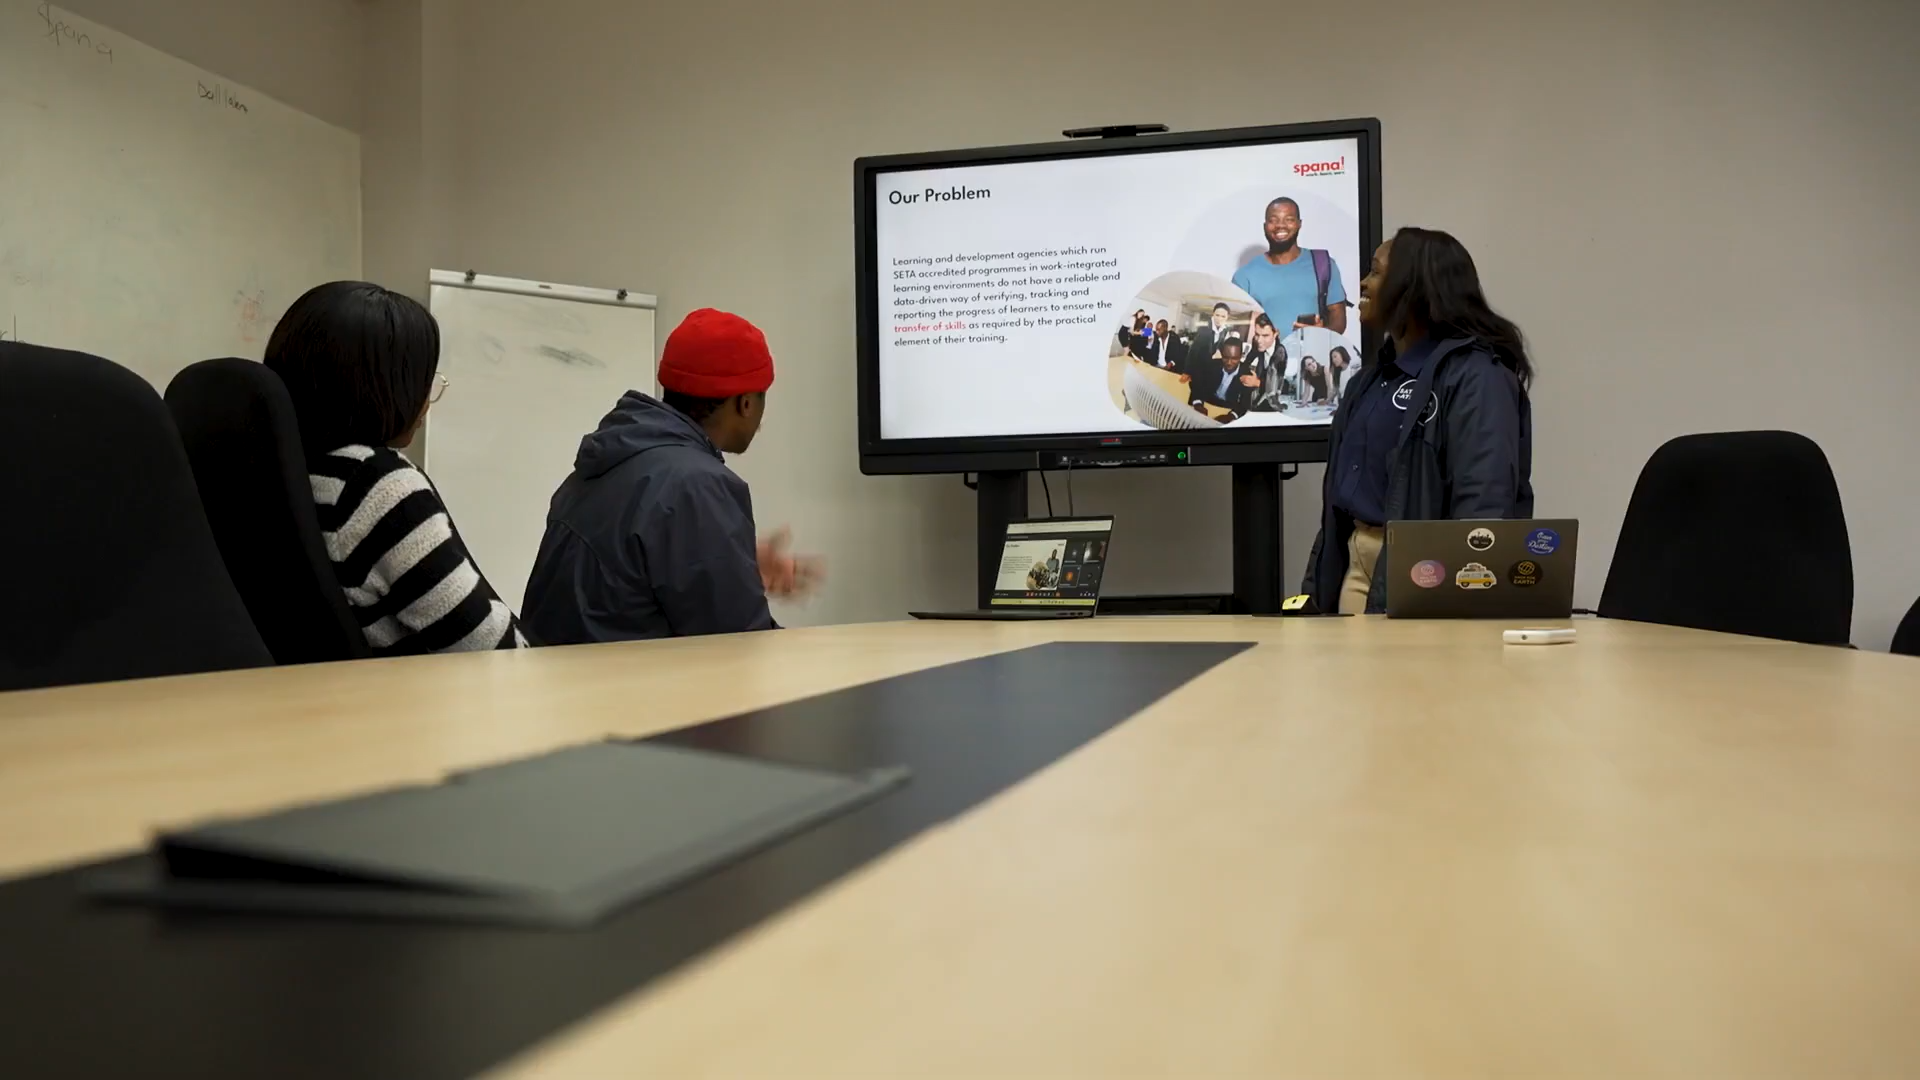 Spana
spana!
Our Problem
Learning and development agencies which run
SETA accredited programmes in work-integrated
learning environments do not have a reliable and
data-driven way of verifying, tracking and
reporting the progress of learners to ensure the
transfer of skills as required by the practical
element of their training.
EARTH